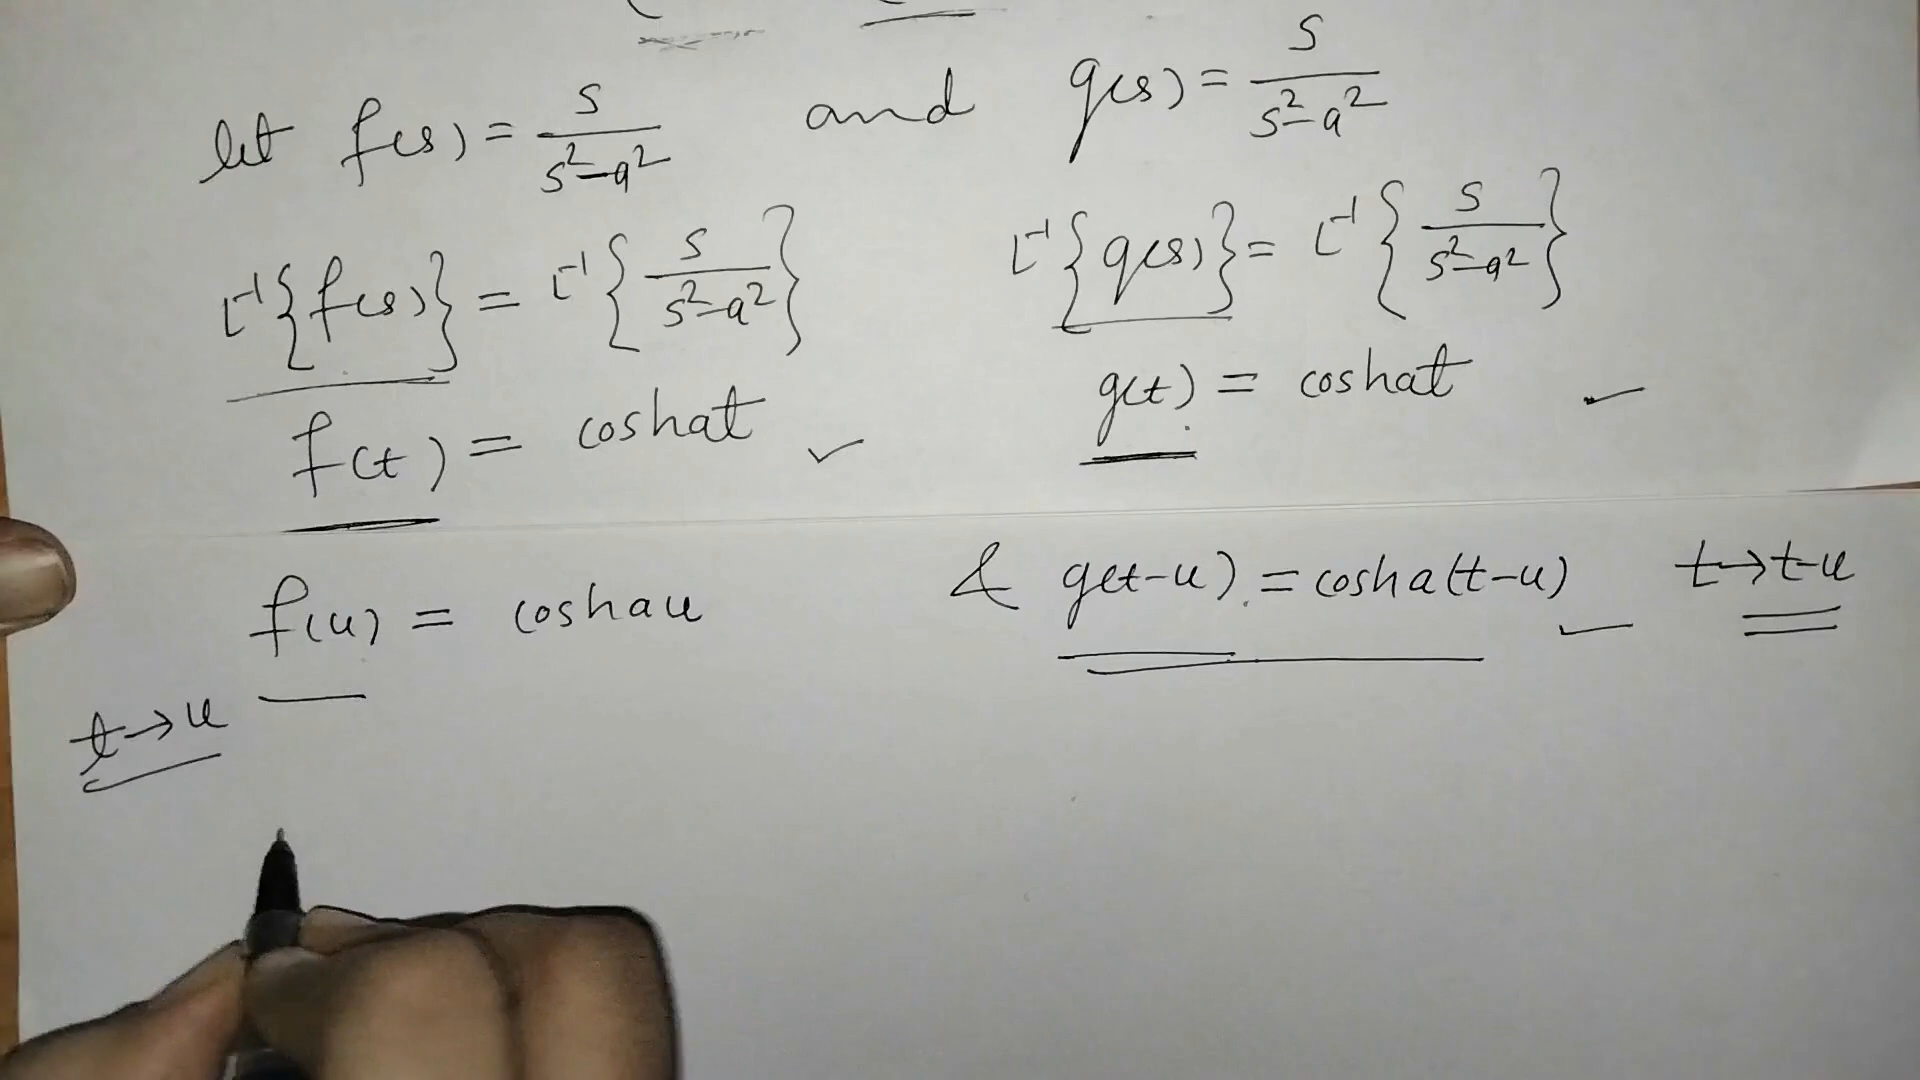 let f(s) = s/(s²-a²) and g(s) = s/(s²-a²)
L⁻¹{f(s)} = L⁻¹{s/(s²-a²)} L⁻¹{g(s)} = L⁻¹{s/(s²-a²)}
f(t) = coshat ✓ g(t) = coshat ✓
f(u) = coshau & g(t-u) = cosha(t-u) ✓ t→t-u
t→u